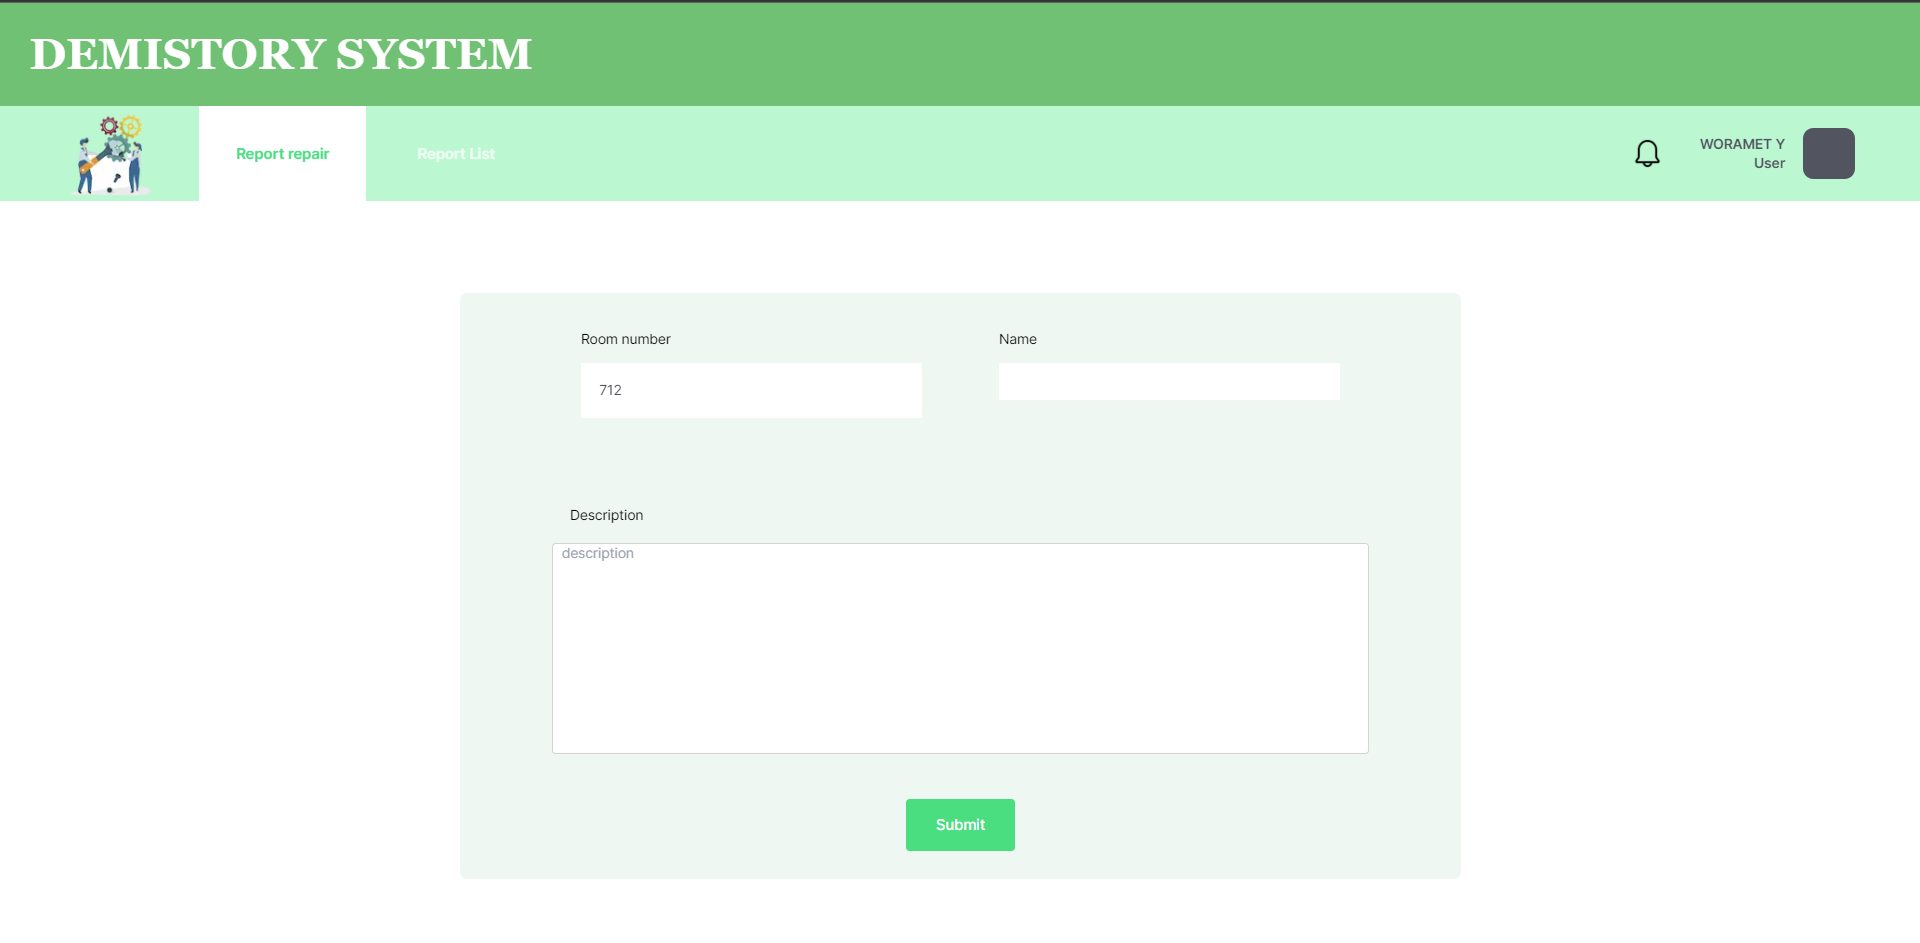 DEMISTORY SYSTEM
Report repair
Report List
WORAMET Y
User
Room number
Name
712
Description
description
Submit